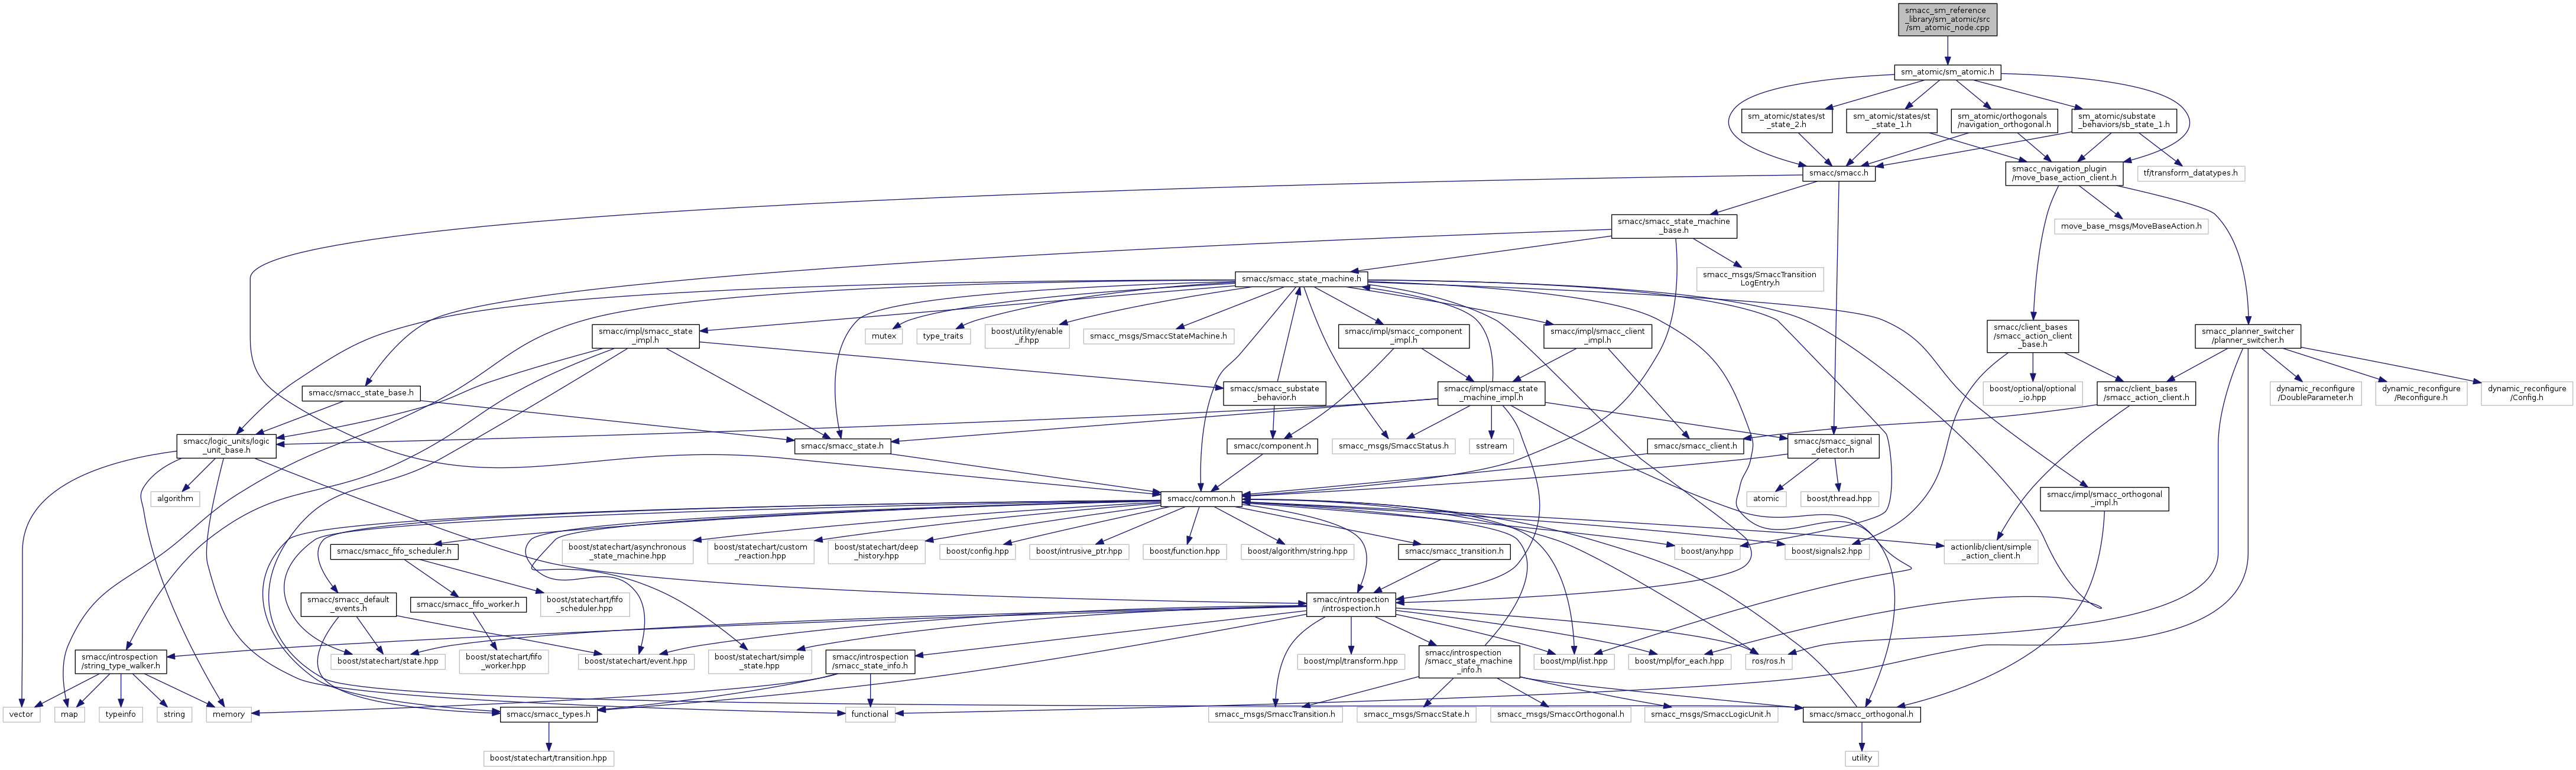 smacc_sm_reference
_library/sm_atomic/src
/sm_atomic_node.cpp
sm_atomic/sm_atomic.h
sm_atomic/states/st
_state_2.h
sm_atomic/states/st
_state_1.h
sm_atomic/orthogonals
/navigation_orthogonal.h
sm_atomic/substate
_behaviors/sb_state_1.h
smacc/smacc.h
smacc_navigation_plugin
/move_base_action_client.h
tf/transform_datatypes.h
smacc/smacc_state_machine
_base.h
move_base_msgs/MoveBaseAction.h
smacc/smacc_state_machine.h
smacc_msgs/SmaccTransition
LogEntry.h
smacc/impl/smacc_state
_impl.h
mutex
type_traits
boost/utility/enable
_if.hpp
smacc_msgs/SmaccStateMachine.h
smacc/impl/smacc_component
_impl.h
smacc/impl/smacc_client
_impl.h
smacc/client_bases
/smacc_action_client
_base.h
smacc_planner_switcher
/planner_switcher.h
smacc/smacc_state_base.h
smacc/smacc_substate
_behavior.h
smacc/impl/smacc_state
_machine_impl.h
boost/optional/optional
_io.hpp
smacc/client_bases
/smacc_action_client.h
dynamic_reconfigure
/DoubleParameter.h
dynamic_reconfigure
/Reconfigure.h
dynamic_reconfigure
/Config.h
smacc/logic_units/logic
_unit_base.h
smacc/smacc_state.h
smacc/component.h
smacc_msgs/SmaccStatus.h
sstream
smacc/smacc_client.h
smacc/smacc_signal
_detector.h
algorithm
smacc/common.h
atomic
boost/thread.hpp
smacc/impl/smacc_orthogonal
_impl.h
smacc/smacc_fifo_scheduler.h
boost/statechart/asynchronous
_state_machine.hpp
boost/statechart/custom
_reaction.hpp
boost/statechart/deep
_history.hpp
boost/config.hpp
boost/intrusive_ptr.hpp
boost/function.hpp
boost/algorithm/string.hpp
smacc/smacc_transition.h
boost/any.hpp
boost/signals2.hpp
actionlib/client/simple
_action_client.h
smacc/smacc_default
_events.h
smacc/smacc_fifo_worker.h
boost/statechart/fifo
_scheduler.hpp
smacc/introspection
/introspection.h
smacc/introspection
/string_type_walker.h
boost/statechart/state.hpp
boost/statechart/fifo
_worker.hpp
boost/statechart/event.hpp
boost/statechart/simple
_state.hpp
smacc/introspection
/smacc_state_info.h
boost/mpl/transform.hpp
smacc/introspection
/smacc_state_machine
_info.h
boost/mpl/list.hpp
boost/mpl/for_each.hpp
ros/ros.h
vector
map
typeinfo
string
memory
smacc/smacc_types.h
functional
smacc_msgs/SmaccTransition.h
smacc_msgs/SmaccState.h
smacc_msgs/SmaccOrthogonal.h
smacc_msgs/SmaccLogicUnit.h
smacc/smacc_orthogonal.h
boost/statechart/transition.hpp
utility